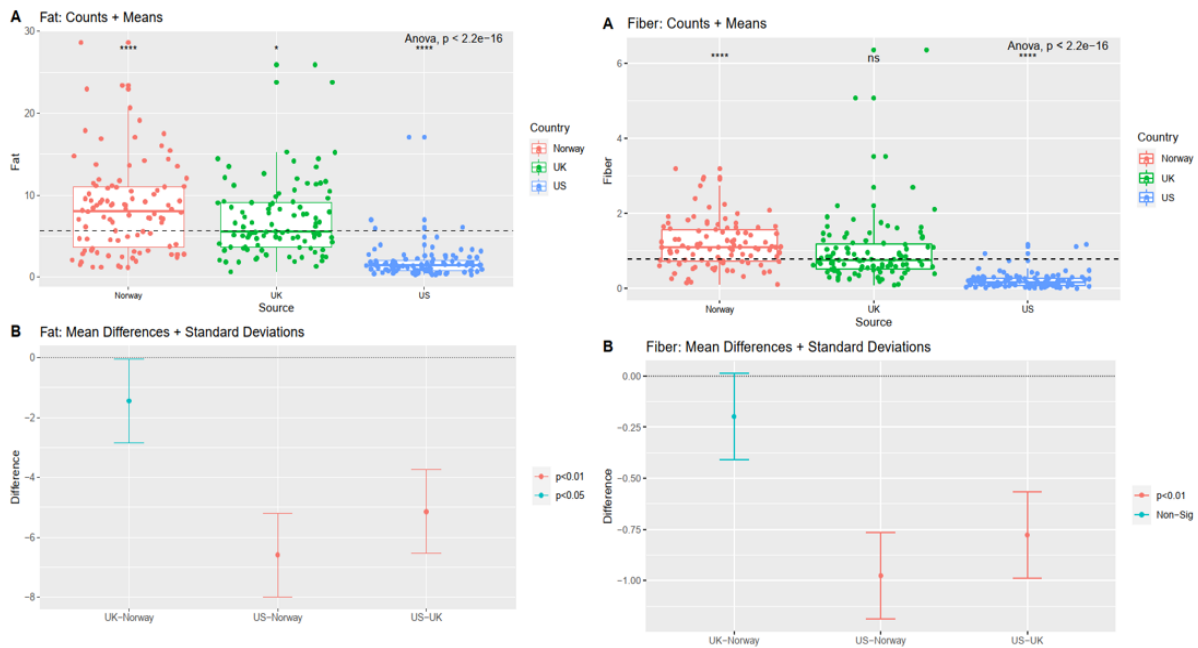 A Fat: Counts + Means
Anova, p < 2.2e−16
**** * ****
30
20
10
0
Fat
Norway UK US
Source
Country
Norway
UK
US
B Fat: Mean Differences + Standard Deviations
0
−2
−4
−6
−8
Difference
UK−Norway US−Norway US−UK
p<0.01
p<0.05
A Fiber: Counts + Means
Anova, p < 2.2e−16
**** ns ****
6
4
2
0
Fiber
Norway UK US
Source
Country
Norway
UK
US
B Fiber: Mean Differences + Standard Deviations
0.00
−0.25
−0.50
−0.75
−1.00
Difference
UK−Norway US−Norway US−UK
p<0.01
Non−Sig